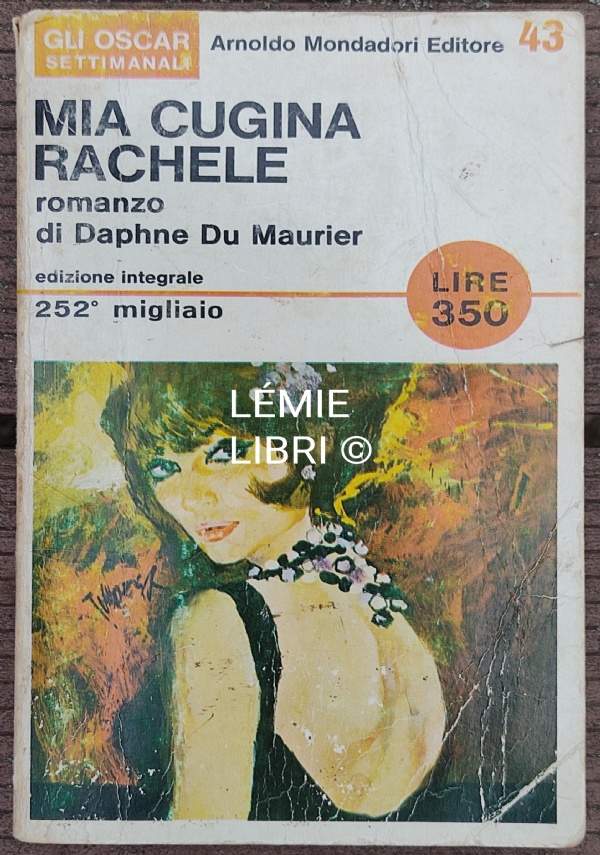 GLI OSCAR
SETTIMANALI
Arnoldo Mondadori Editore 43
MIA CUGINA
RACHELE
romanzo
di Daphne Du Maurier
edizione integrale
LIRE
350
252° migliaio
LÉMIE
LIBRI ©